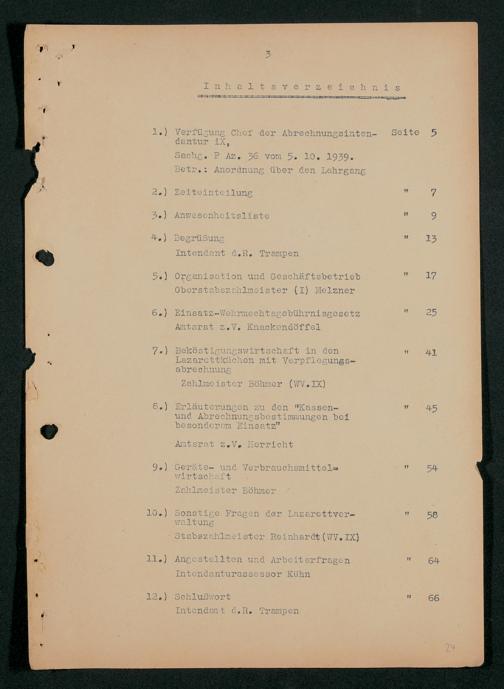 3
Inhaltsverzeichnis
1.) Verfügung Chef der Abrechnungsinten- Seite 5
dantur IX,
Sachg. P Az. 36 vom 5. 10. 1939.
Betr.: Anordnung über den Lehrgang
2.) Zeiteinteilung " 7
3.) Anwesenheitsliste " 9
4.) Begrüßung " 13
Intendant d.R. Trampen
5.) Organisation und Geschäftsbetrieb " 17
Oberstabszahlmeister (I) Melzner
6.) Einsatz-Wehrmachtsgebührnisgesetz " 25
Amtsrat z.V. Knackendöffel
7.) Beköstigungswirtschaft in den " 41
Lazarettküchen mit Verpflegungs-
abrechnung
Zahlmeister Böhmer (WV.IX)
8.) Erläuterungen zu den "Kassen- " 45
und Abrechnungsbestimmungen bei
besonderem Einsatz"
Amtsrat z.V. Herricht
9.) Geräte- und Verbrauchsmittel= " 54
wirtschaft
Zahlmeister Böhmer
10.) Sonstige Fragen der Lazarettver- " 58
waltung
Stabszahlmeister Reinhardt(WV.IX)
11.) Angestellten und Arbeiterfragen " 64
Intendanturassessor Kühn
12.) Schlußwort " 66
Intendant d.R. Trampen
24